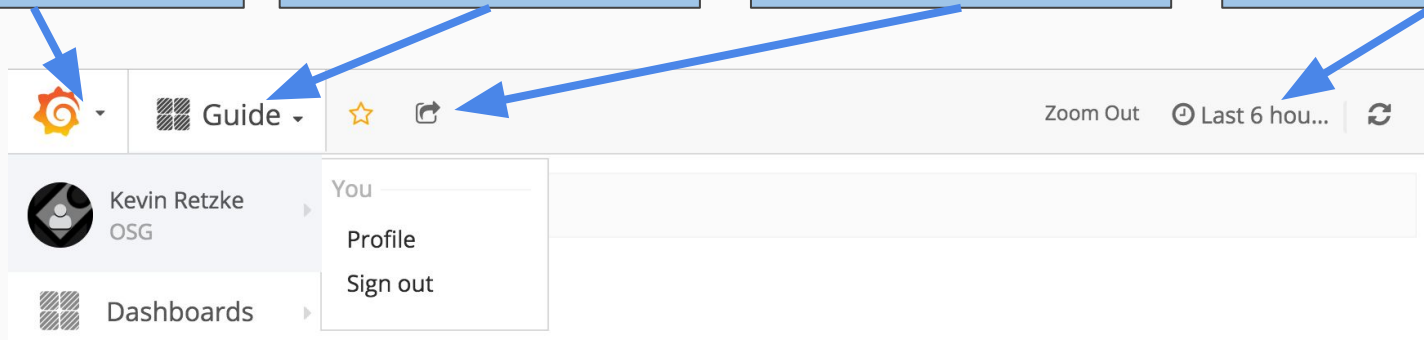 Guide
Zoom Out
Last 6 hou...
Kevin Retzke
OSG
You
Profile
Sign out
Dashboards